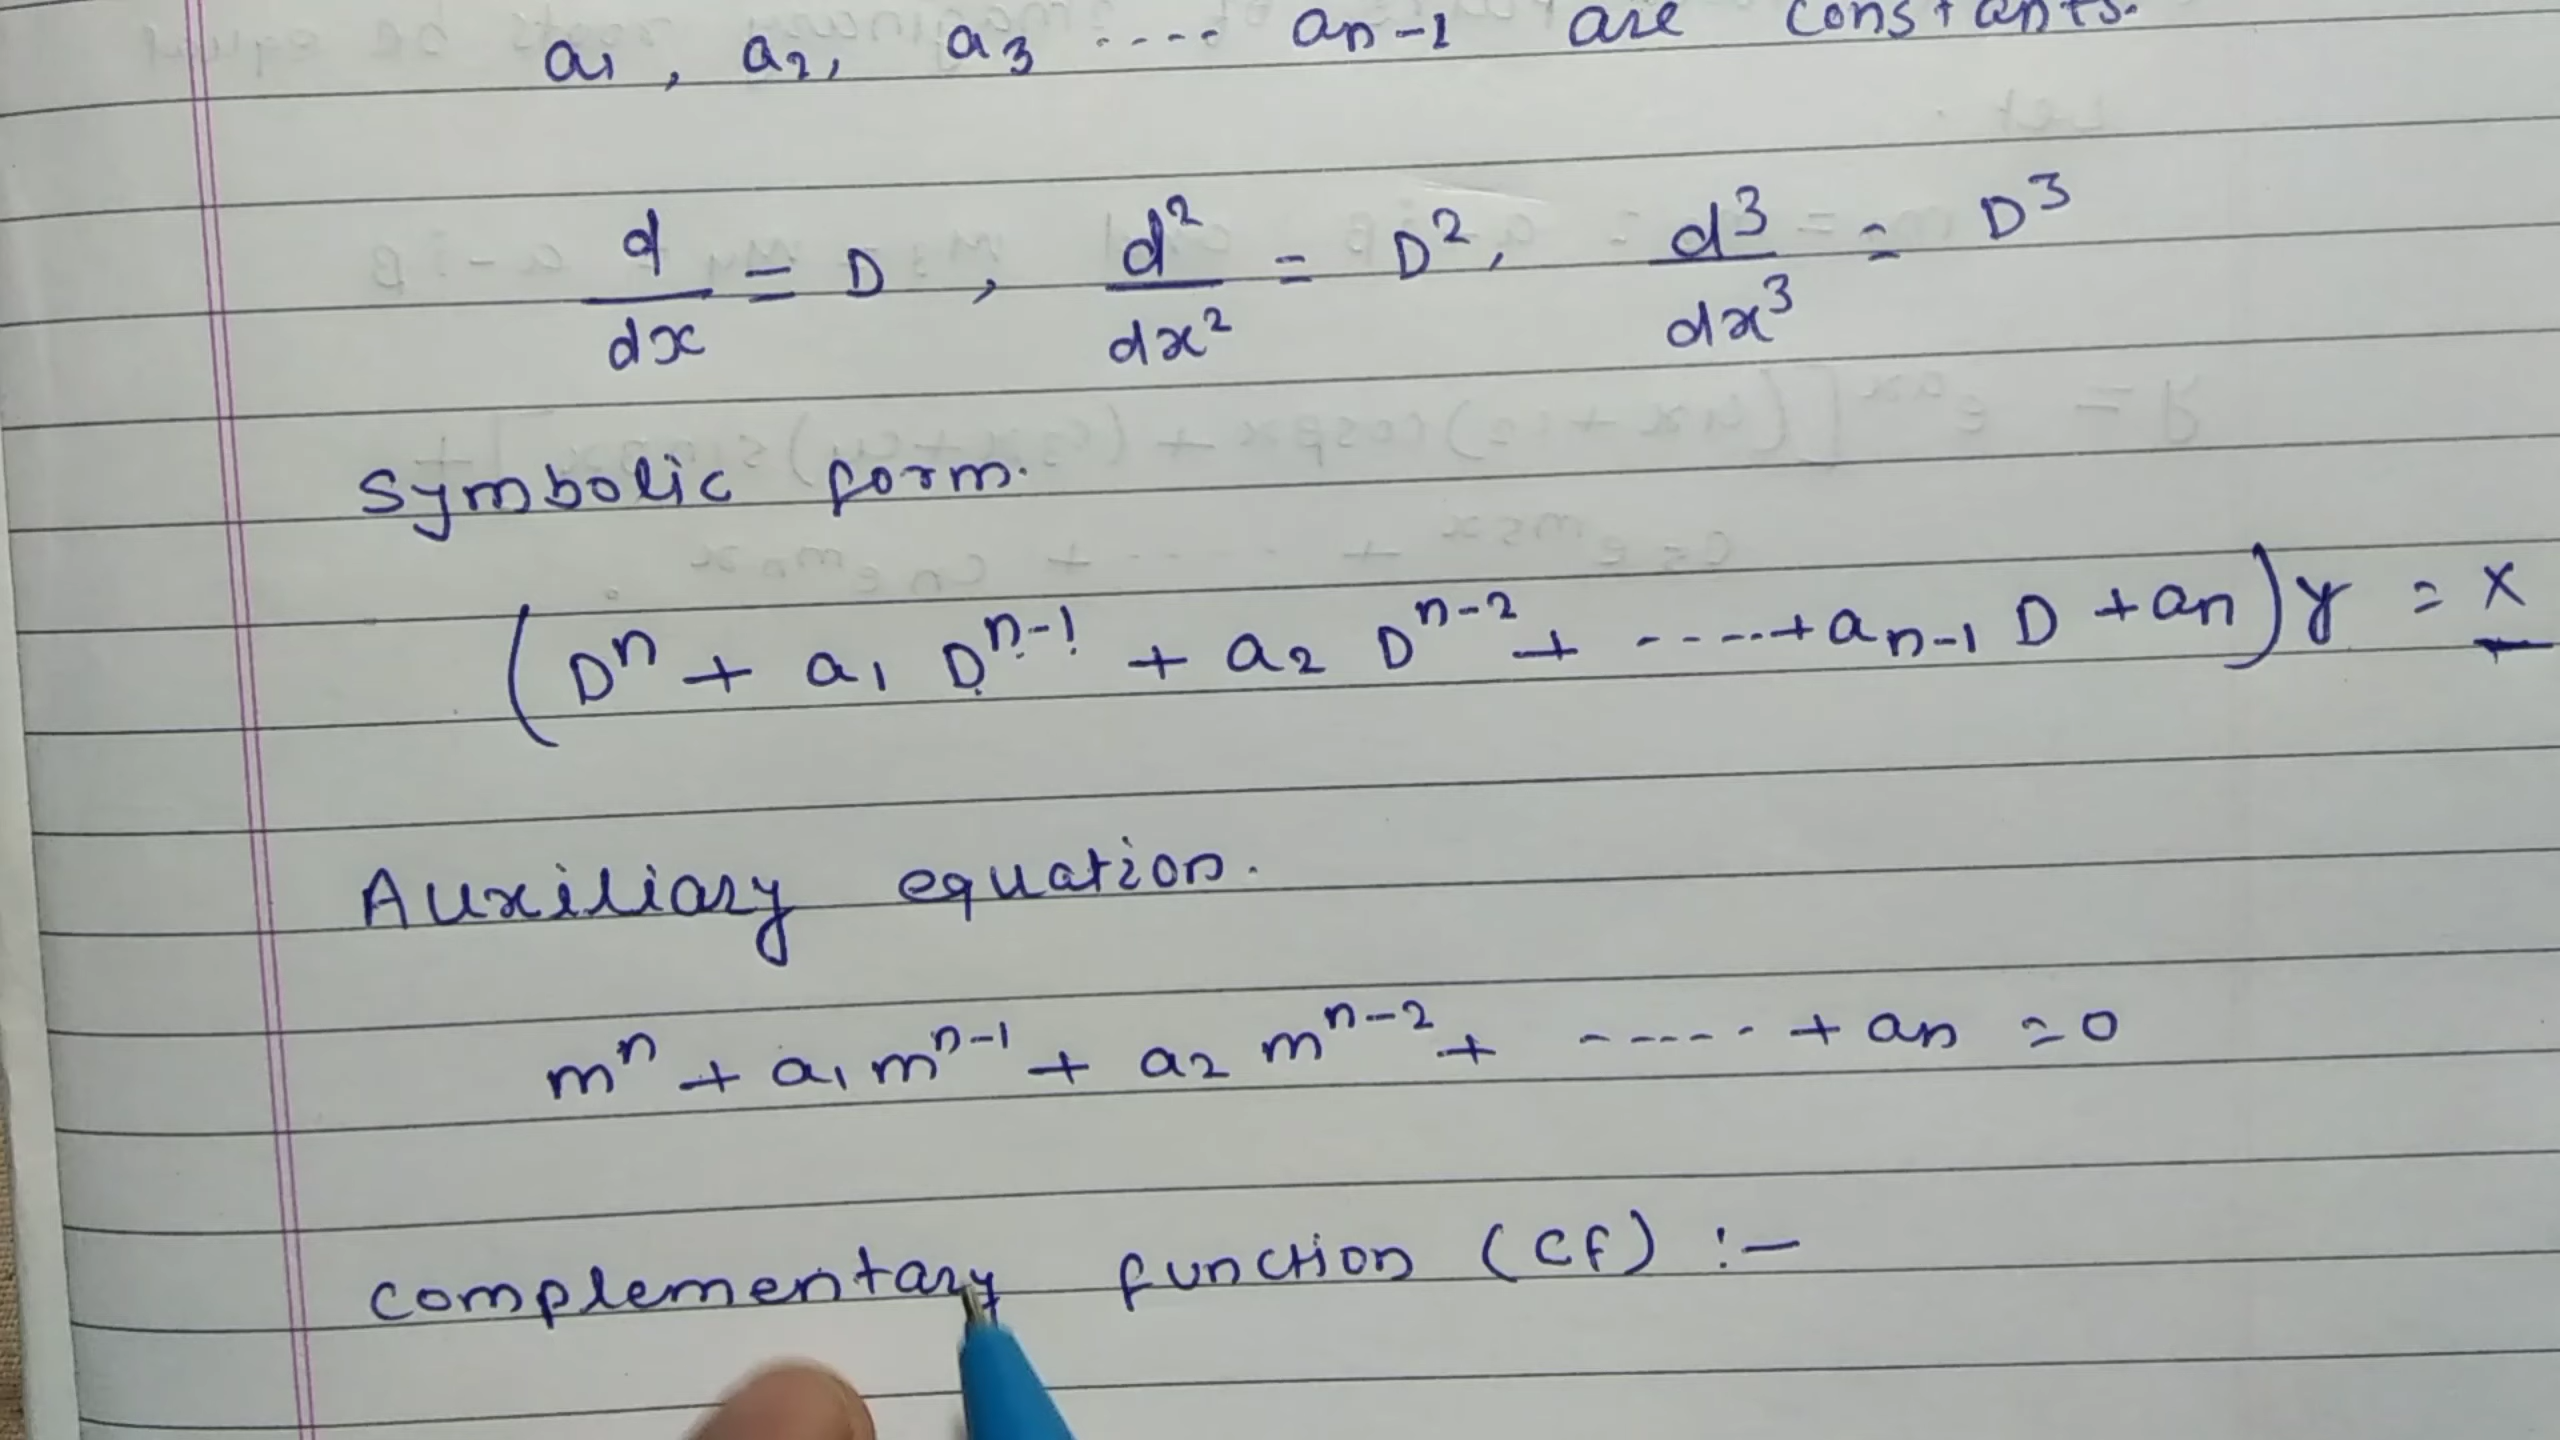 a1, a2, a3 .... an-1 are constants.
d/dx = D, d²/dx² = D², d³/dx³ = D³
Symbolic form.
(Dⁿ + a1 Dⁿ⁻¹ + a2 Dⁿ⁻² + ..... + an-1 D + an) y = X
Auxiliary equation.
mⁿ + a1 mⁿ⁻¹ + a2 mⁿ⁻² + ...... + an = 0
complementary function (CF) :-